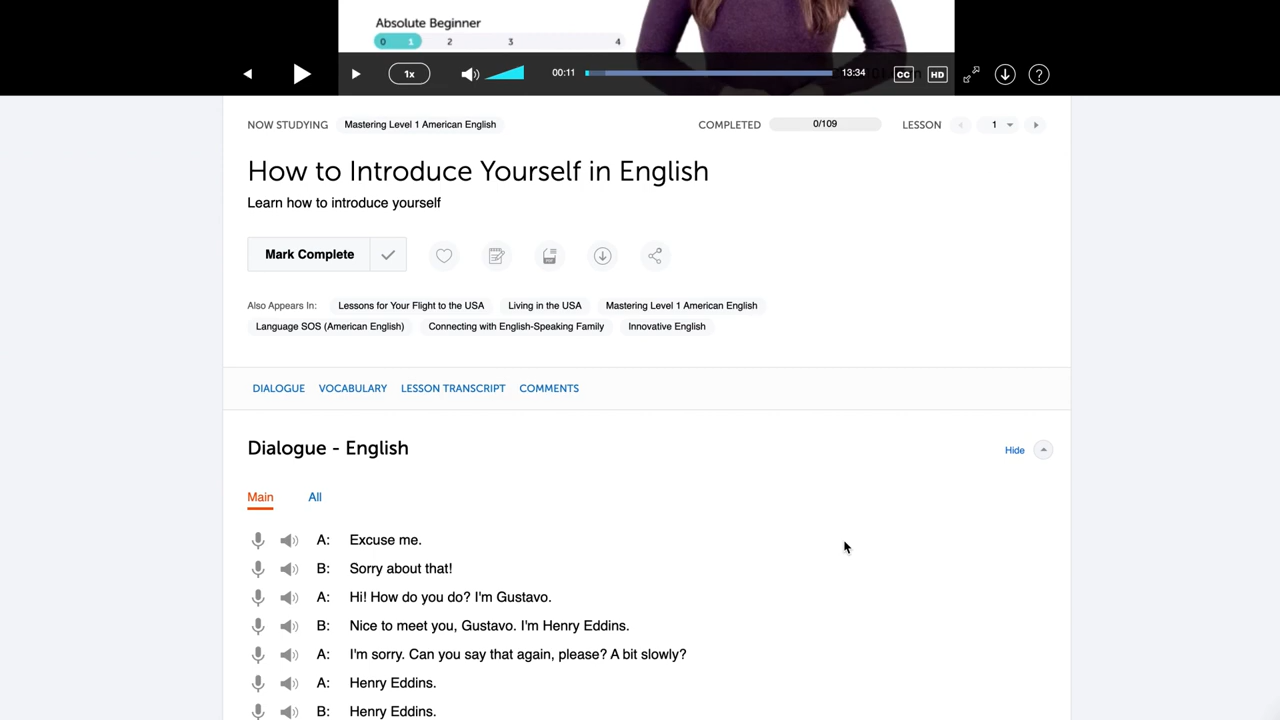 Absolute Beginner
0 1 2 3 4
1x 00:11 13:34 CC HD ?
NOW STUDYING Mastering Level 1 American English COMPLETED 0/109 LESSON 1
How to Introduce Yourself in English
Learn how to introduce yourself
Mark Complete
Also Appears In: Lessons for Your Flight to the USA Living in the USA Mastering Level 1 American English
Language SOS (American English) Connecting with English-Speaking Family Innovative English
DIALOGUE VOCABULARY LESSON TRANSCRIPT COMMENTS
Dialogue - English Hide
Main All
A: Excuse me.
B: Sorry about that!
A: Hi! How do you do? I'm Gustavo.
B: Nice to meet you, Gustavo. I'm Henry Eddins.
A: I'm sorry. Can you say that again, please? A bit slowly?
A: Henry Eddins.
B: Henry Eddins.